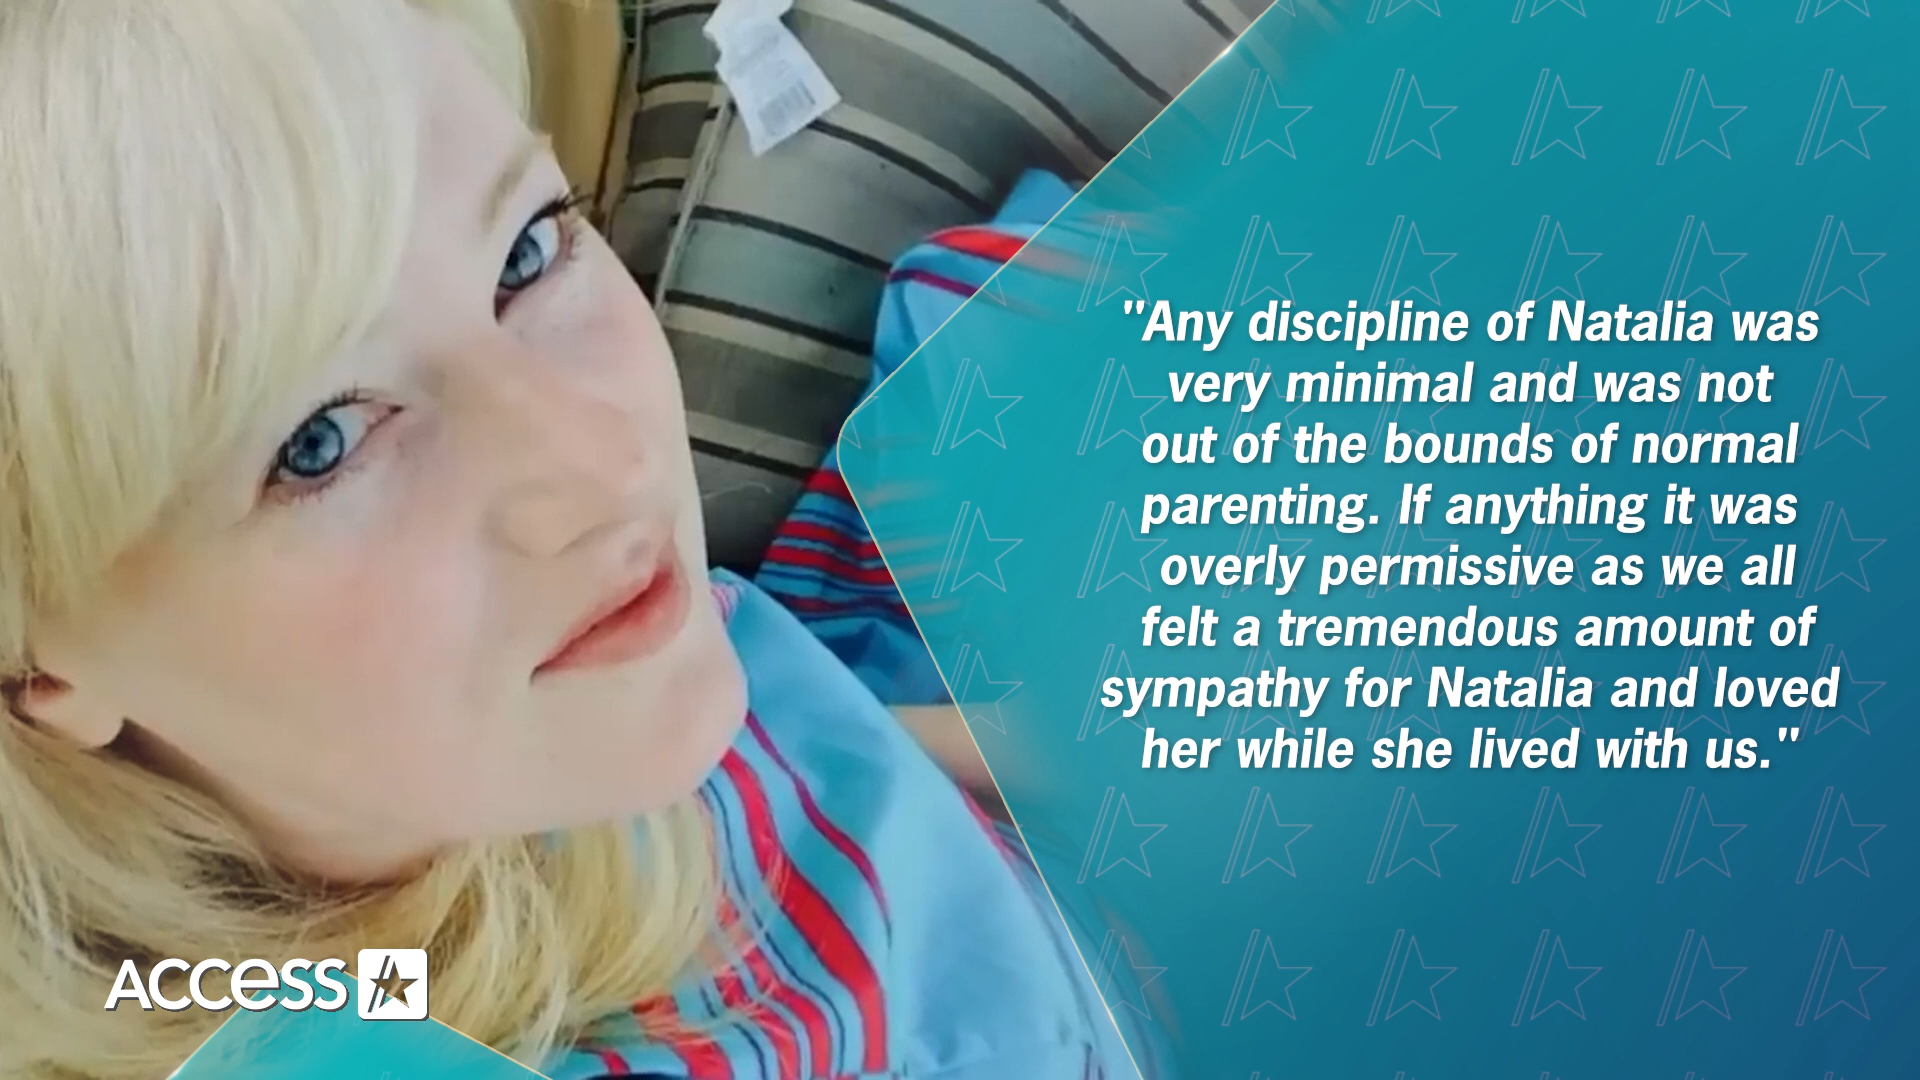 "Any discipline of Natalia was
very minimal and was not
out of the bounds of normal
parenting. If anything it was
overly permissive as we all
felt a tremendous amount of
sympathy for Natalia and loved
her while she lived with us."
ACCESS